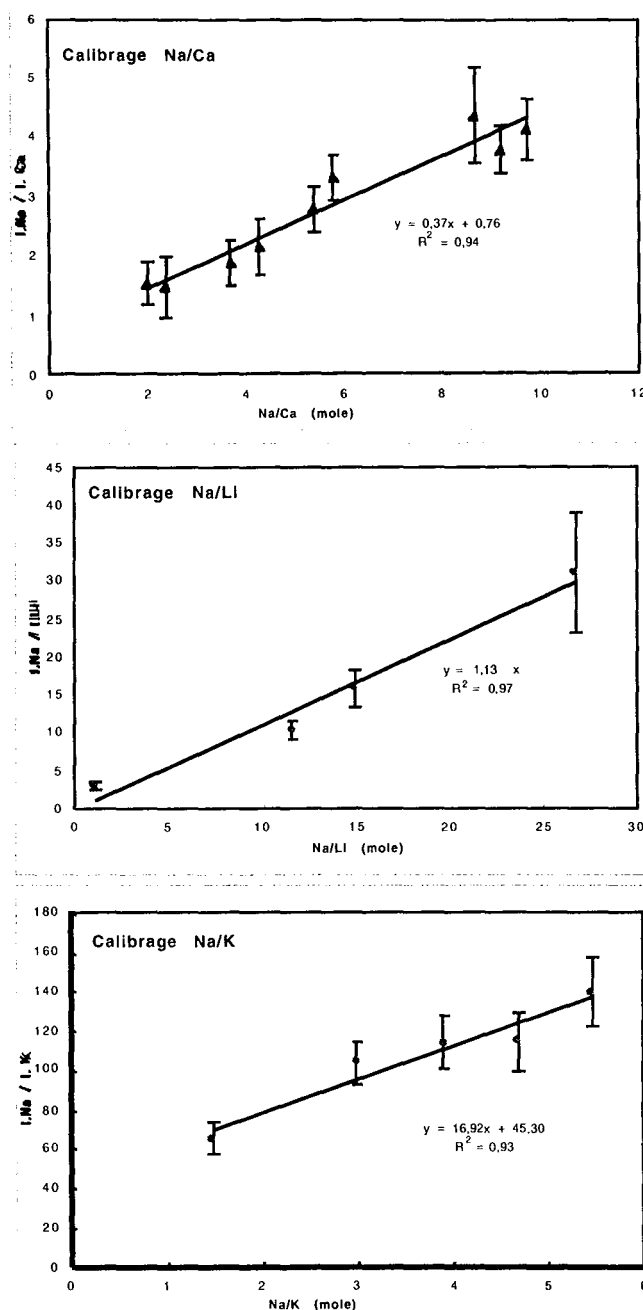 Calibrage Na/Ca
6
5
4
3
2
1
0
I.Na / I. Ca
y = 0,37x + 0,76
R2 = 0,94
0 2 4 6 8 10 12
Na/Ca (mole)
Calibrage Na/Li
45
40
35
30
25
20
15
10
5
0
I.Na /
y = 1,13 x
R2 = 0,97
0 5 10 15 20 25 30
Na/Li (mole)
Calibrage Na/K
180
160
140
120
100
80
60
40
20
0
I.Na / I. K
y = 16,92x + 45,30
R2 = 0,93
0 1 2 3 4 5 6
Na/K (mole)